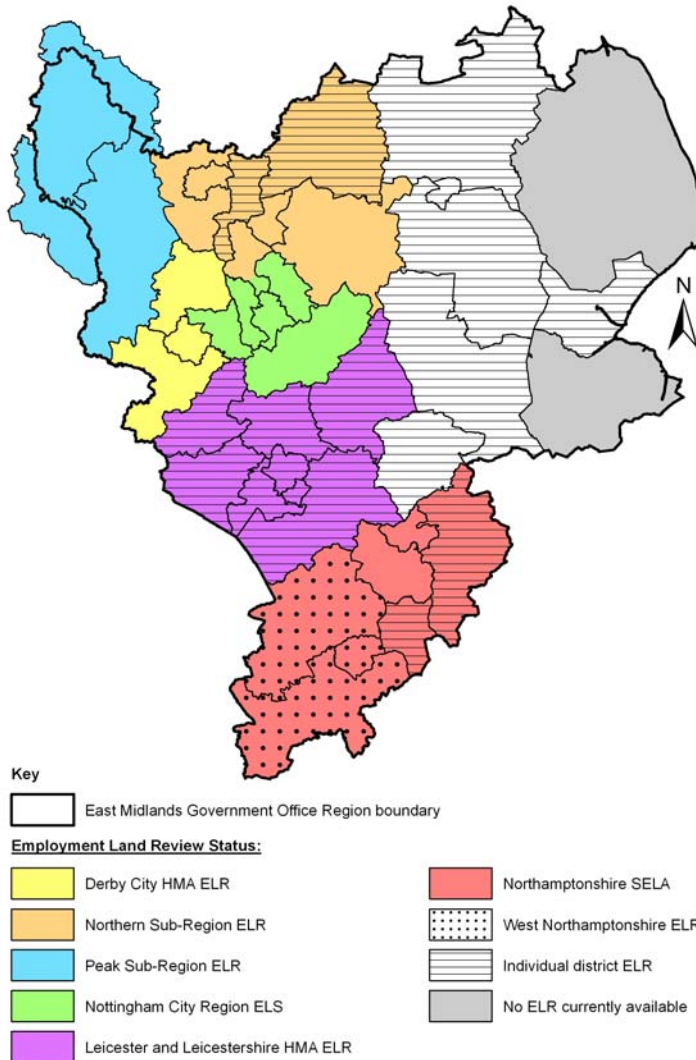 N
Key
East Midlands Government Office Region boundary
Employment Land Review Status:
Derby City HMA ELR
Northern Sub-Region ELR
Peak Sub-Region ELR
Nottingham City Region ELS
Leicester and Leicestershire HMA ELR
Northamptonshire SELA
West Northamptonshire ELR
Individual district ELR
No ELR currently available